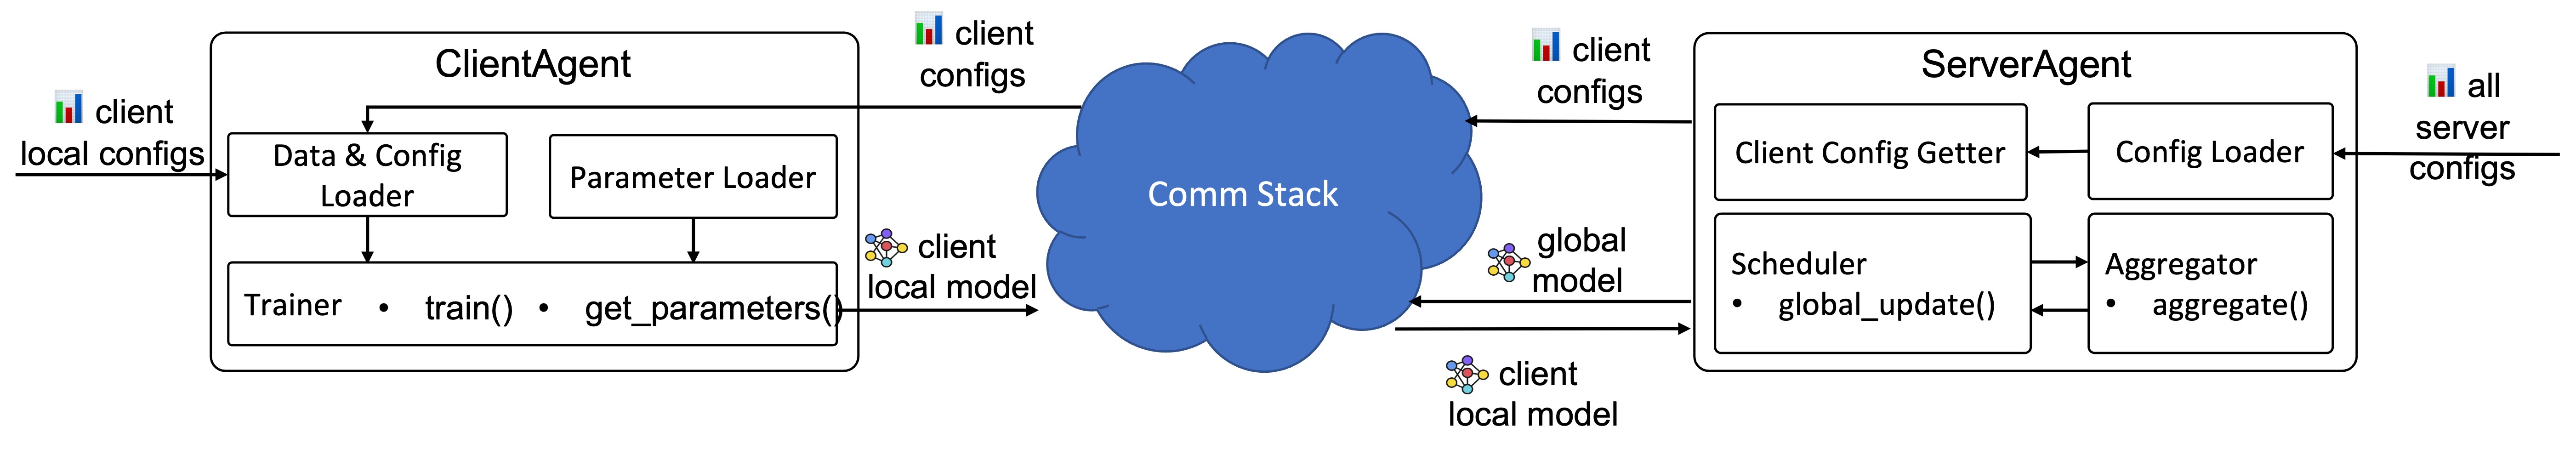 client
local configs
ClientAgent
Data & Config
Loader
Parameter Loader
Trainer • train() • get_parameters()
client
configs
client
local model
Comm Stack
client
configs
global
model
client
local model
ServerAgent
Client Config Getter
Config Loader
Scheduler
• global_update()
Aggregator
• aggregate()
all
server
configs